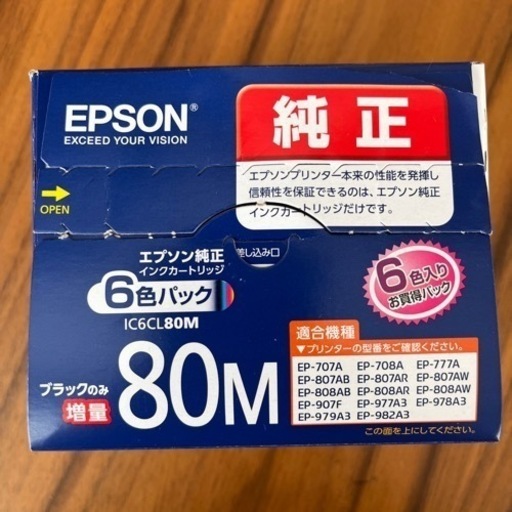 EPSON®
EXCEED YOUR VISION
純正
エプソンプリンター本来の性能を発揮し
信頼性を保証できるのは、エプソン純正
インクカートリッジだけです。
OPEN
差し込み口
エプソン純正
インクカートリッジ
6色パック
IC6CL80M
6色入り
お買得パック
ブラックのみ
増量
80M
適合機種
▼プリンターの型番をご確認ください。
EP-707A EP-708A EP-777A
EP-807AB EP-807AR EP-807AW
EP-808AB EP-808AR EP-808AW
EP-907F EP-977A3 EP-978A3
EP-979A3 EP-982A3
この面を上にしてください。